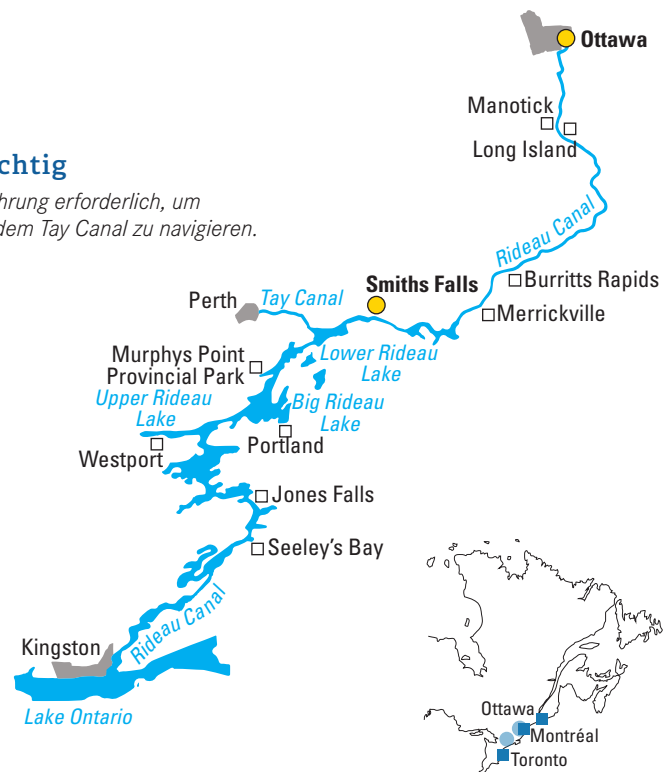 Ottawa
Manotick
Long Island
chtig
hrung erforderlich, um
dem Tay Canal zu navigieren.
Rideau Canal
Smiths Falls
Burritts Rapids
Perth
Tay Canal
Merrickville
Murphys Point
Provincial Park
Lower Rideau
Lake
Upper Rideau
Lake
Big Rideau
Lake
Portland
Westport
Jones Falls
Seeley's Bay
Rideau Canal
Kingston
Lake Ontario
Ottawa
Montréal
Toronto